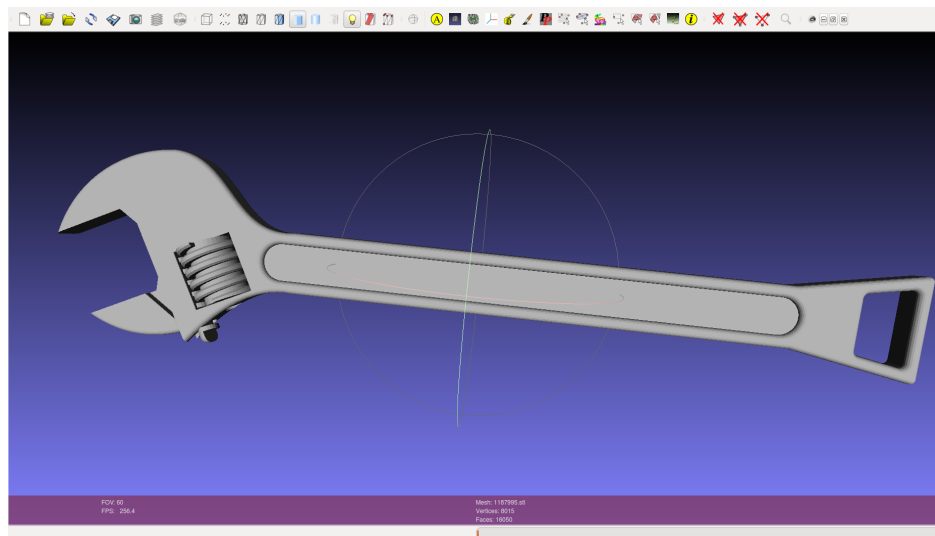 A
i
FOV: 60
FPS: 256.4
Mesh: 1187995.stl
Vertices: 8015
Faces: 16050